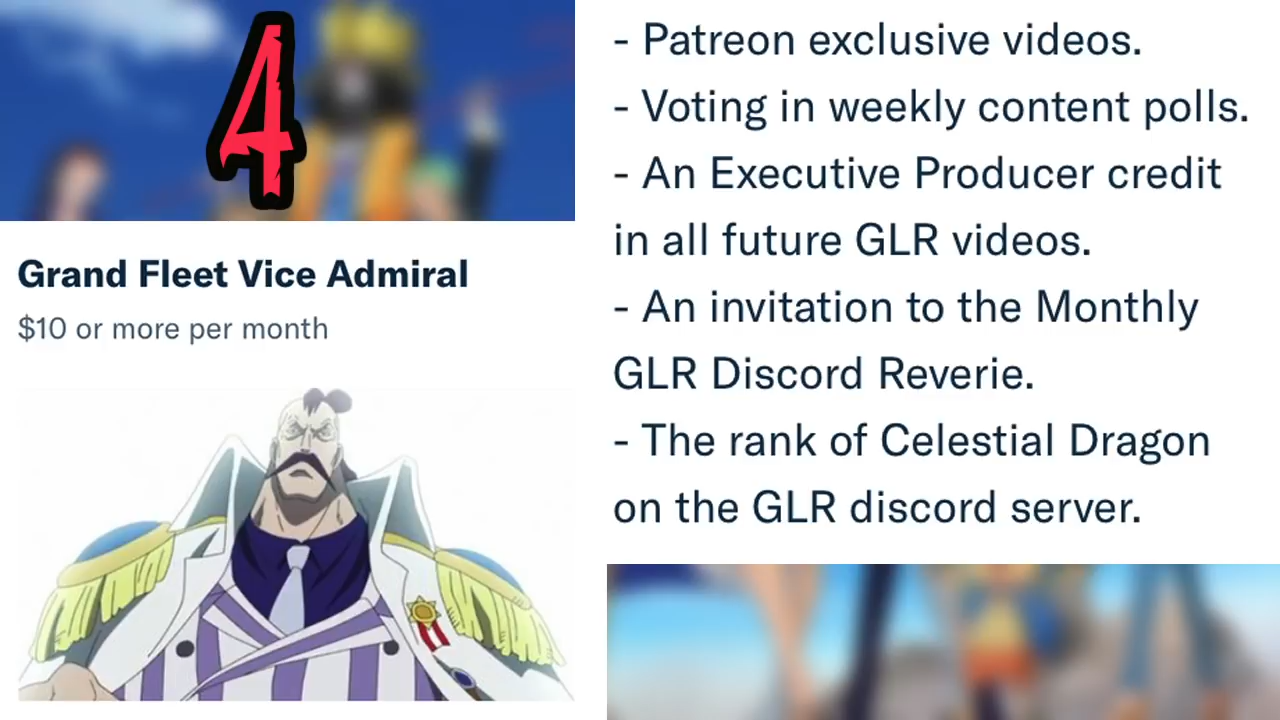 4
Grand Fleet Vice Admiral
$10 or more per month
- Patreon exclusive videos.
- Voting in weekly content polls.
- An Executive Producer credit
in all future GLR videos.
- An invitation to the Monthly
GLR Discord Reverie.
- The rank of Celestial Dragon
on the GLR discord server.